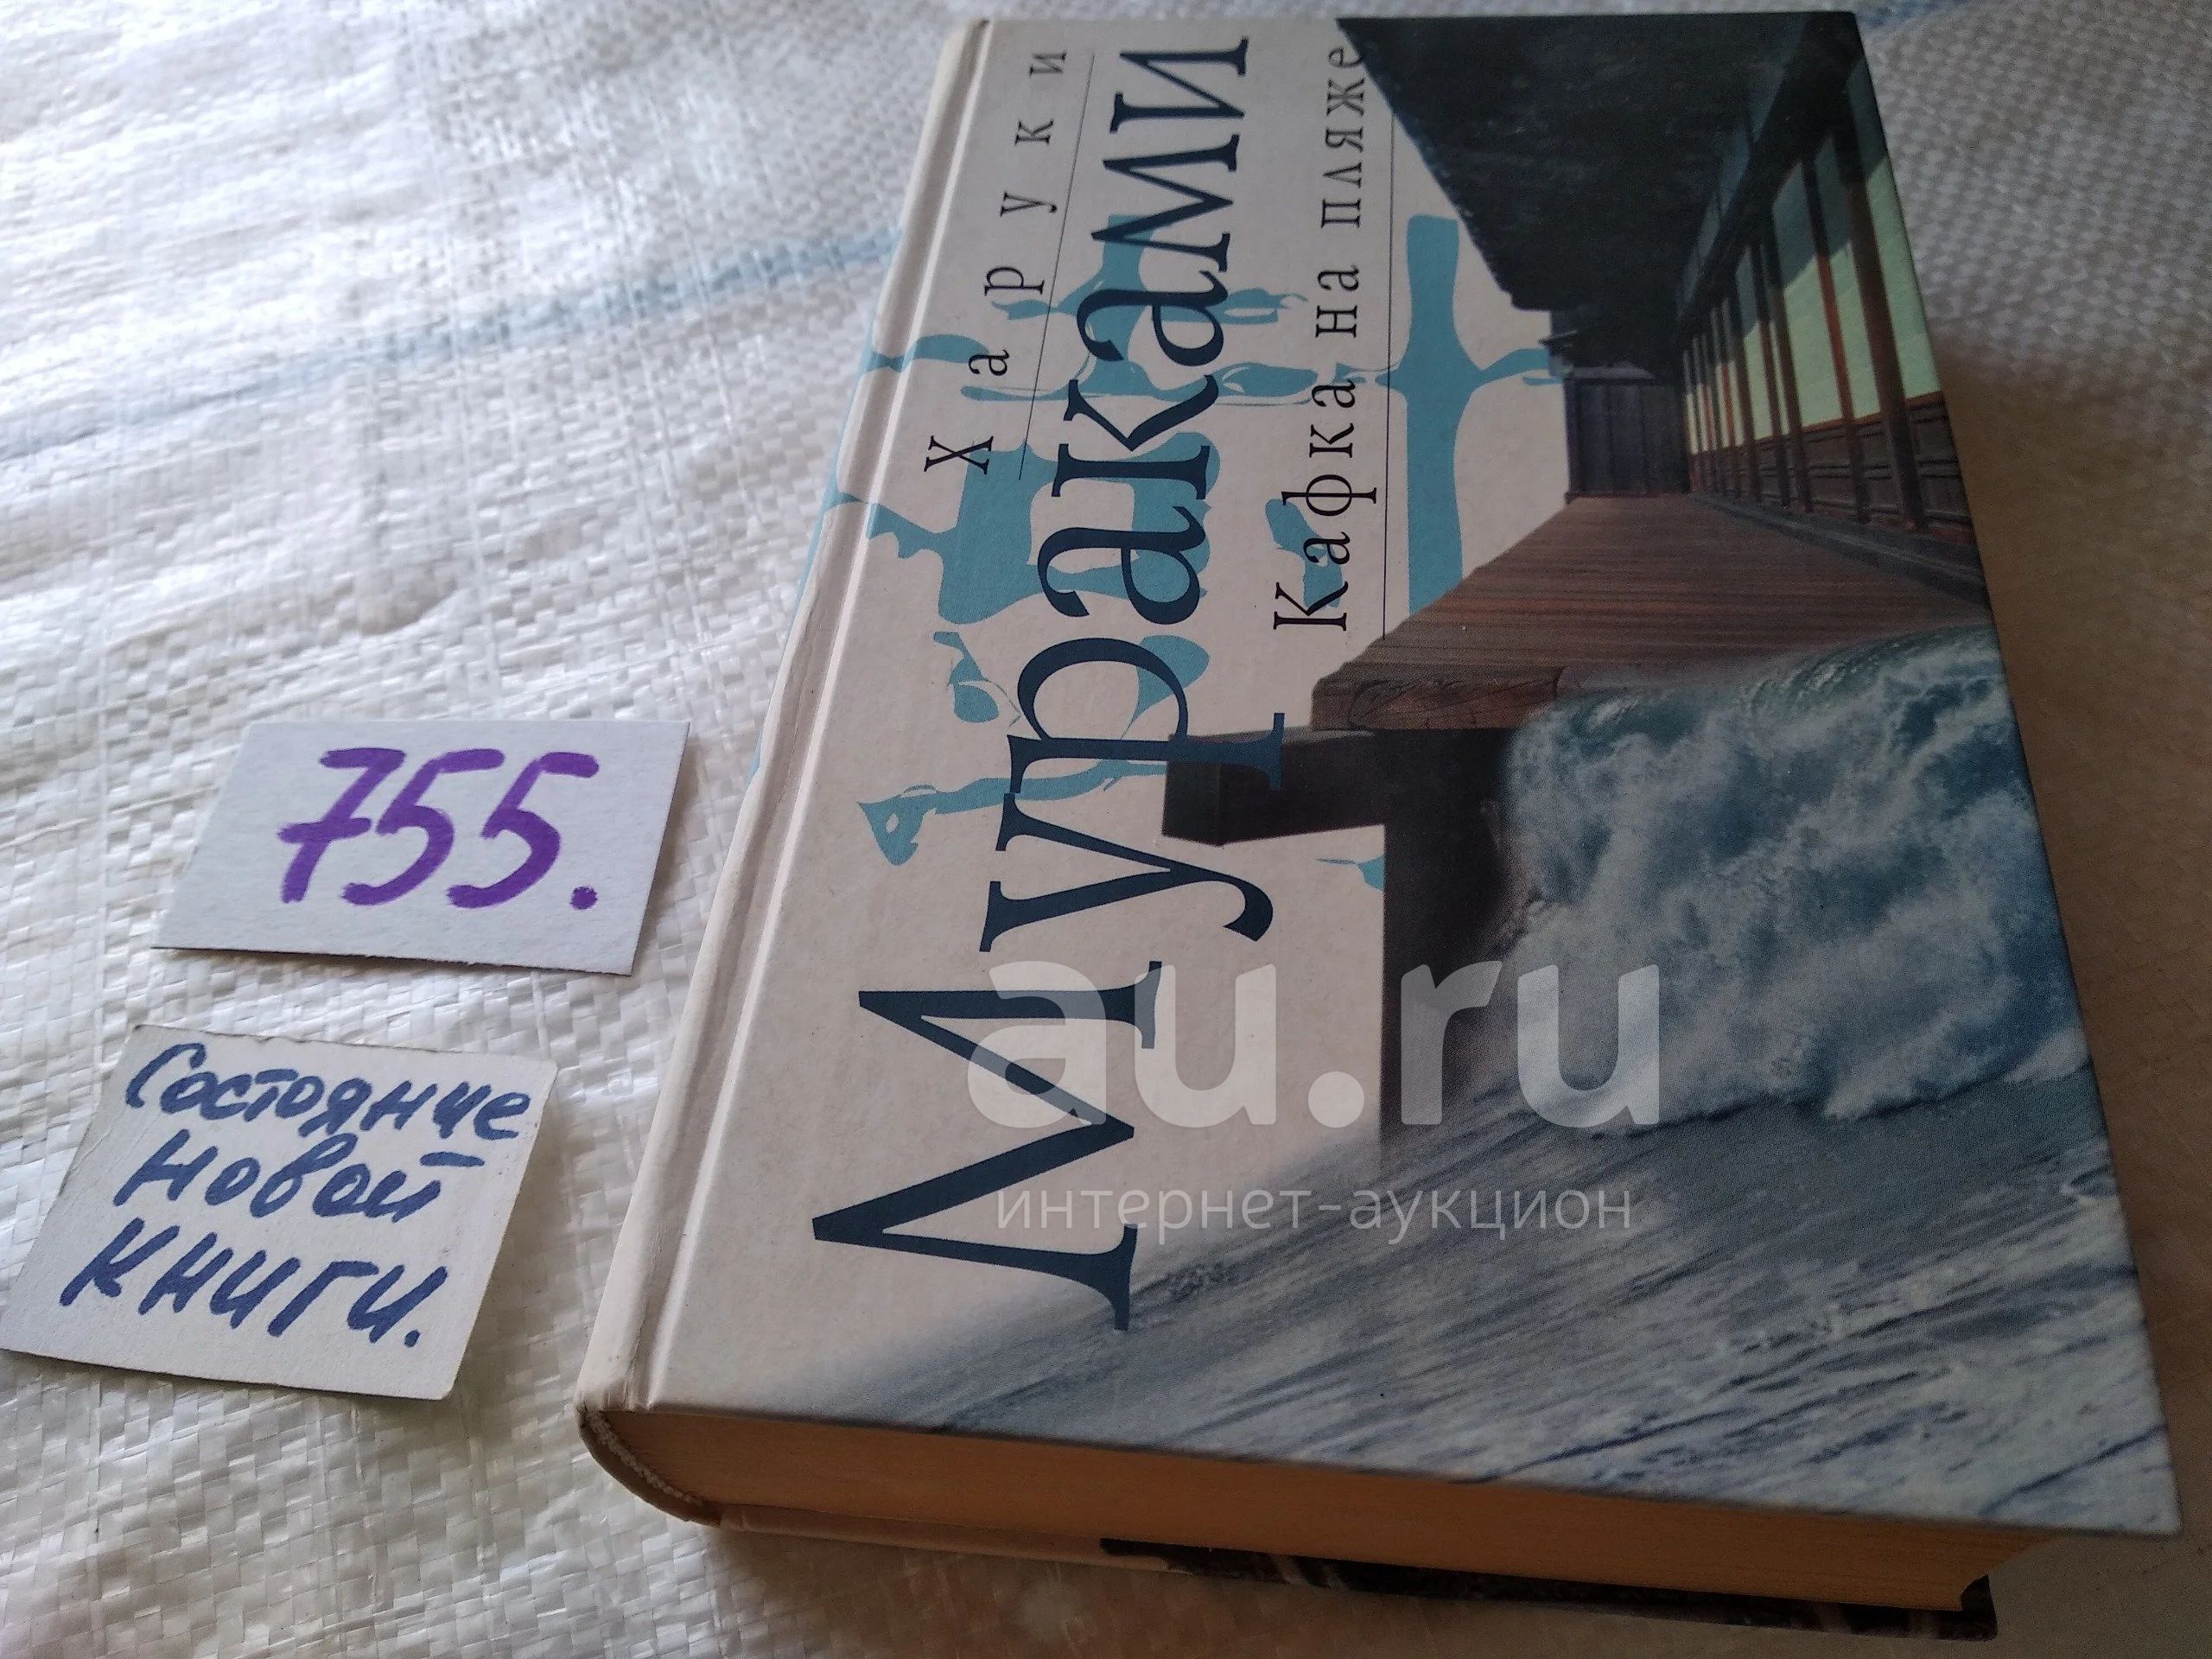 Харуки
Мураками
Кафка на пляже
755.
Состояние
новой
книги.
au.ru
интернет-аукцион